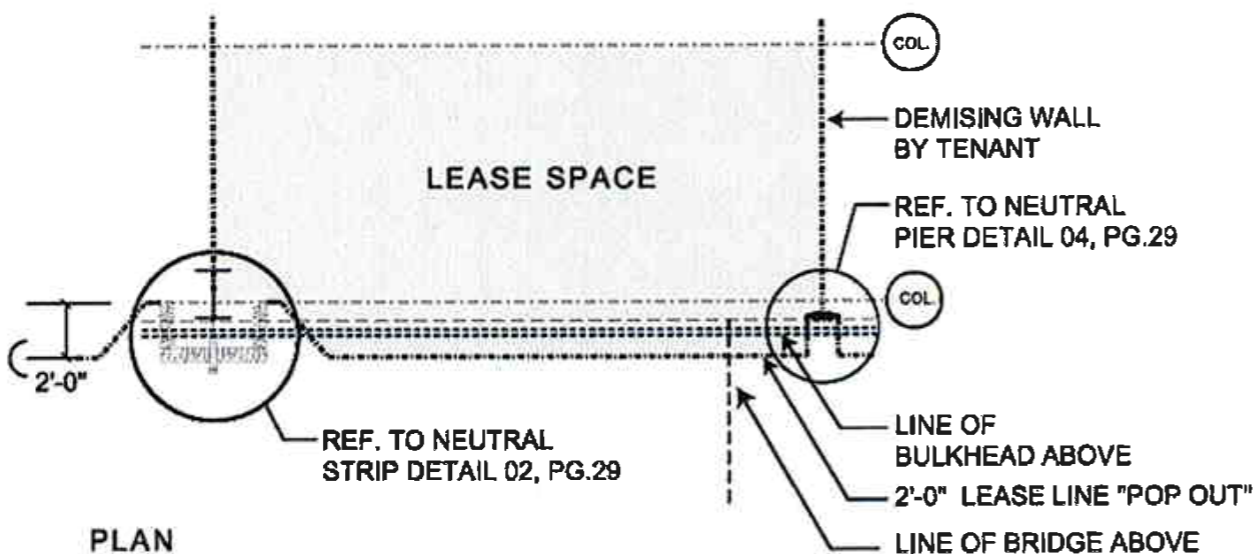 COL.
DEMISING WALL
BY TENANT
LEASE SPACE
REF. TO NEUTRAL
PIER DETAIL 04, PG.29
COL.
2'-0"
REF. TO NEUTRAL
STRIP DETAIL 02, PG.29
LINE OF
BULKHEAD ABOVE
2'-0" LEASE LINE "POP OUT"
LINE OF BRIDGE ABOVE
PLAN